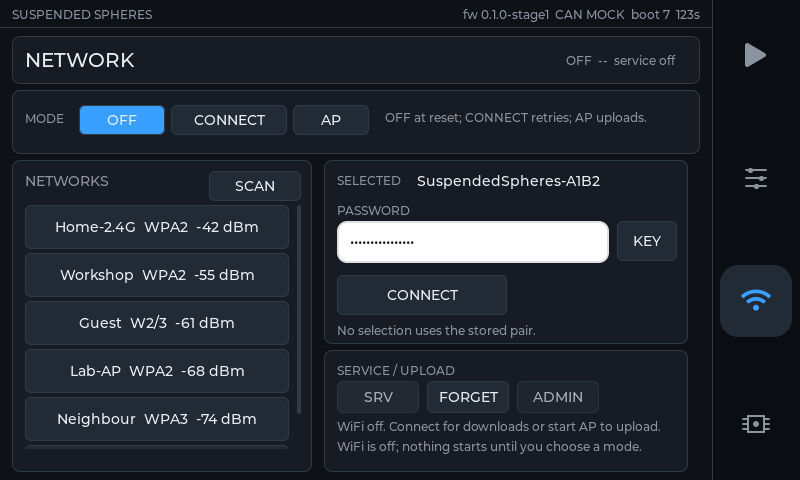 SUSPENDED SPHERES
fw 0.1.0-stage1 CAN MOCK boot 7 123s
NETWORK
OFF -- service off
MODE
OFF
CONNECT
AP
OFF at reset; CONNECT retries; AP uploads.
NETWORKS
SCAN
Home-2.4G WPA2 -42 dBm
Workshop WPA2 -55 dBm
Guest W2/3 -61 dBm
Lab-AP WPA2 -68 dBm
Neighbour WPA3 -74 dBm
SELECTED SuspendedSpheres-A1B2
PASSWORD
••••••••••••••••
KEY
CONNECT
No selection uses the stored pair.
SERVICE / UPLOAD
SRV
FORGET
ADMIN
WiFi off. Connect for downloads or start AP to upload.
WiFi is off; nothing starts until you choose a mode.